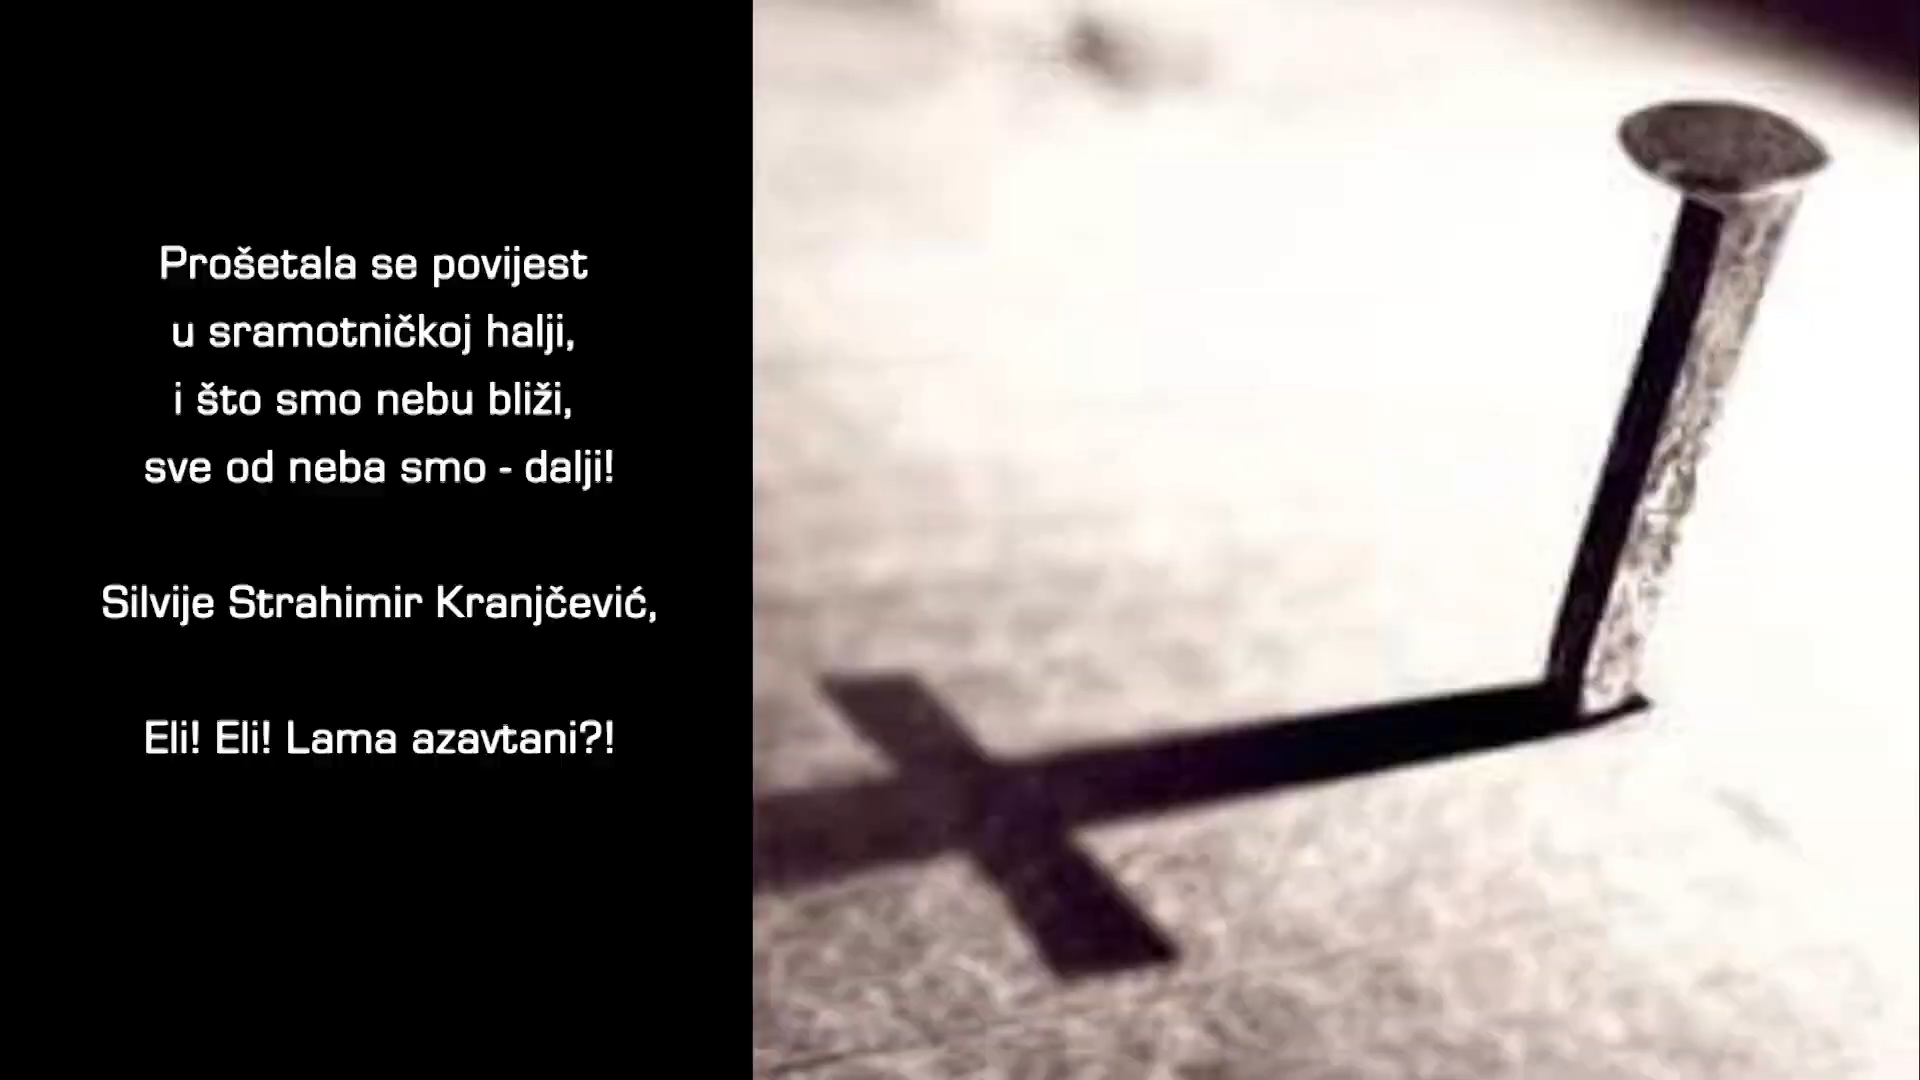 Prošetala se povijest
u sramotničkoj halji,
i što smo nebu bliži,
sve od neba smo - dalji!
Silvije Strahimir Kranjčević,
Eli! Eli! Lama azavtani?!